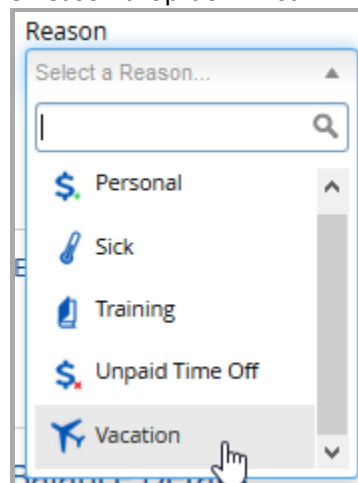 Reason
Select a Reason...
Personal
Sick
Training
Unpaid Time Off
Vacation